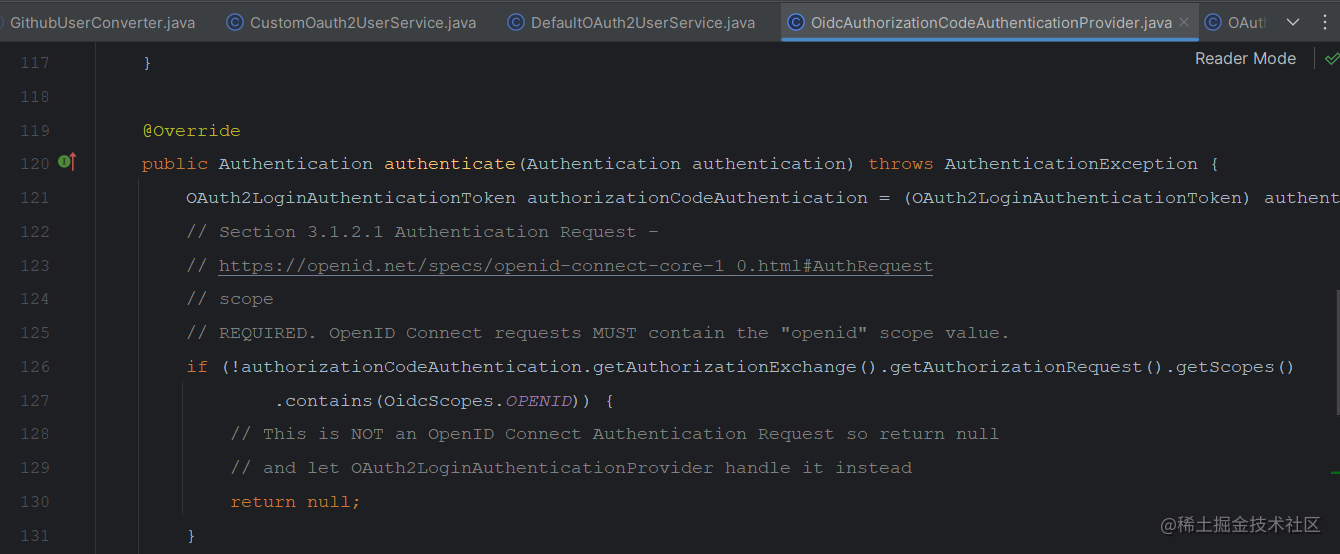 GithubUserConverter.java CustomOauth2UserService.java DefaultOAuth2UserService.java OidcAuthorizationCodeAuthenticationProvider.java OAut
Reader Mode
117 }
118
119 @Override
120 public Authentication authenticate(Authentication authentication) throws AuthenticationException {
121 OAuth2LoginAuthenticationToken authorizationCodeAuthentication = (OAuth2LoginAuthenticationToken) authent
122 // Section 3.1.2.1 Authentication Request -
123 // https://openid.net/specs/openid-connect-core-1_0.html#AuthRequest
124 // scope
125 // REQUIRED. OpenID Connect requests MUST contain the "openid" scope value.
126 if (!authorizationCodeAuthentication.getAuthorizationExchange().getAuthorizationRequest().getScopes()
127 .contains(OidcScopes.OPENID)) {
128 // This is NOT an OpenID Connect Authentication Request so return null
129 // and let OAuth2LoginAuthenticationProvider handle it instead
130 return null;
131 }
@稀土掘金技术社区